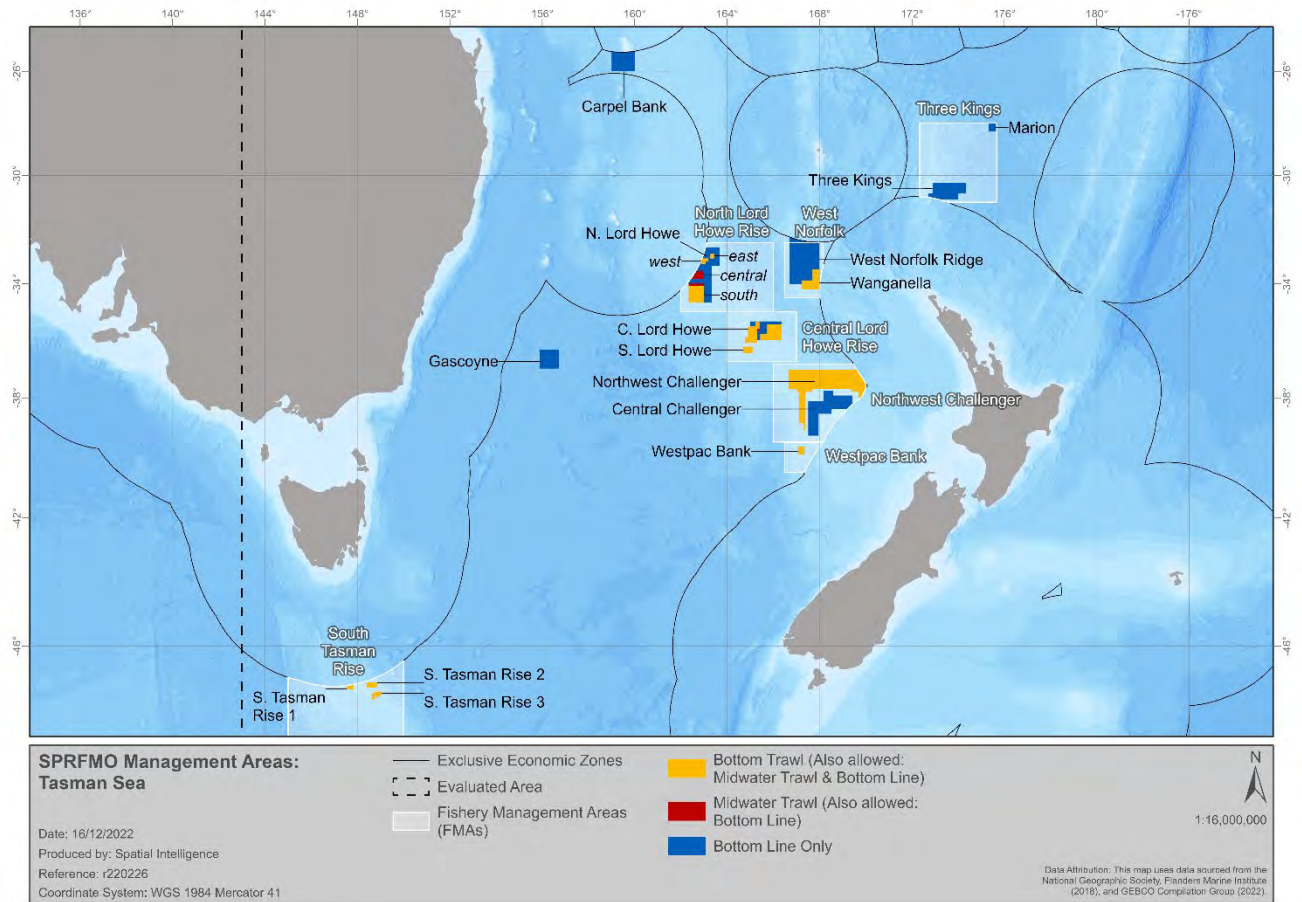 136° 140° 144° 148° 152° 156° 160° 164° 168° 172° 176° 180° -176°
-26° -26°
Carpel Bank
Three Kings
Marion
-30° -30°
Three Kings
North Lord
Howe Rise
West
Norfolk
N. Lord Howe
west
east
central
south
West Norfolk Ridge
Wanganella
-34° -34°
C. Lord Howe
S. Lord Howe
Central Lord
Howe Rise
Gascoyne
Northwest Challenger
Central Challenger
Northwest Challenger
-38° -38°
Westpac Bank
Westpac Bank
-42° -42°
-46° -46°
South
Tasman
Rise
S. Tasman Rise 2
S. Tasman
Rise 1
S. Tasman Rise 3
SPRFMO Management Areas:
Tasman Sea
Date: 16/12/2022
Produced by: Spatial Intelligence
Reference: r220226
Coordinate System: WGS 1984 Mercator 41
Exclusive Economic Zones
Evaluated Area
Fishery Management Areas
(FMAs)
Bottom Trawl (Also allowed:
Midwater Trawl & Bottom Line)
Midwater Trawl (Also allowed:
Bottom Line)
Bottom Line Only
N
1:16,000,000
Data Attribution: This map uses data sourced from the
National Geographic Society, Flanders Marine Institute
(2018), and GEBCO Compilation Group (2022).